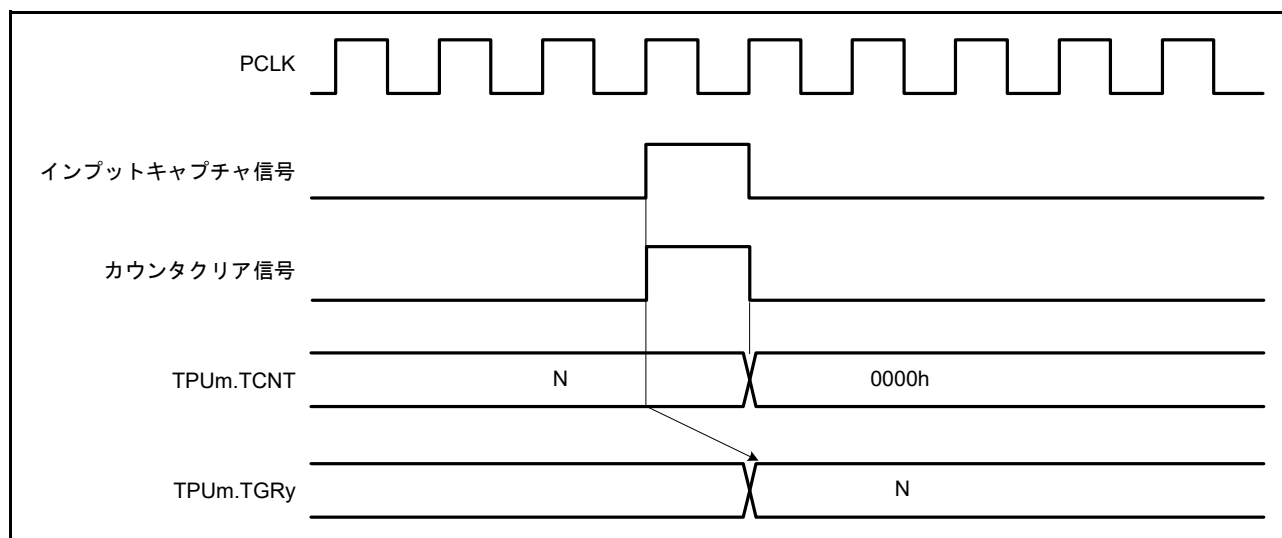 PCLK
インプットキャプチャ信号
カウンタクリア信号
TPUm.TCNT
N
0000h
TPUm.TGRy
N